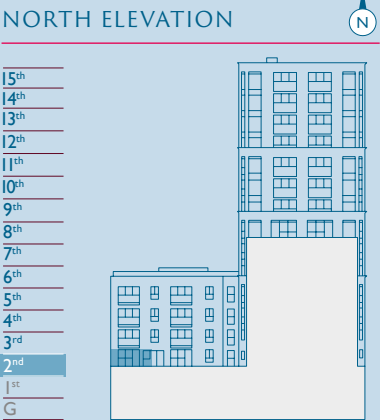 NORTH ELEVATION
N
15th
14th
13th
12th
11th
10th
9th
8th
7th
6th
5th
4th
3rd
2nd
1st
G